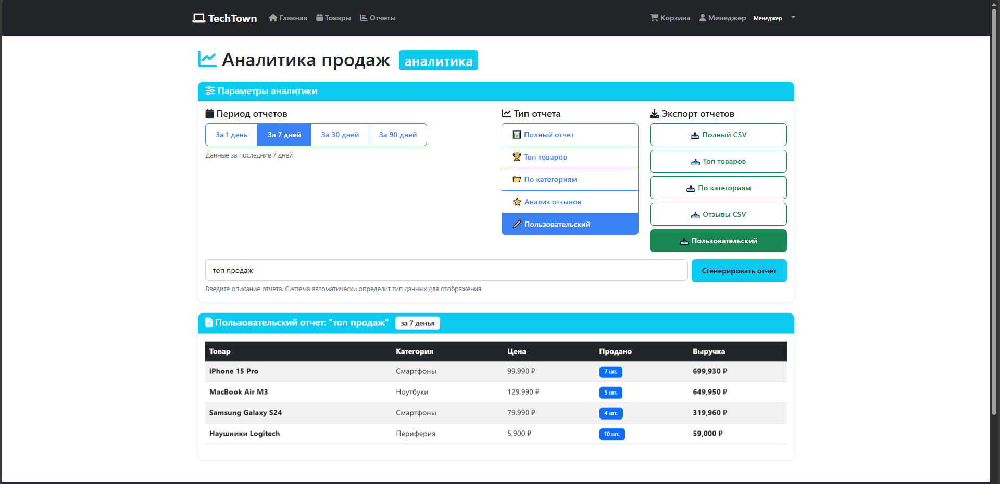 TechTown Главная Товары Отчеты Корзина Менеджер Менеджер
Аналитика продаж аналитика
Параметры аналитики
Период отчетов
За 1 день За 7 дней За 30 дней За 90 дней
Данные за последние 7 дней
Тип отчета
Полный отчет
Топ товаров
По категориям
Анализ отзывов
Пользовательский
Экспорт отчетов
Полный CSV
Топ товаров
По категориям
Отзывы CSV
Пользовательский
топ продаж
Сгенерировать отчет
Введите описание отчета. Система автоматически определит тип данных для отображения.
Пользовательский отчет: "топ продаж" за 7 денья
Товар Категория Цена Продано Выручка
iPhone 15 Pro Смартфоны 99,990 ₽ 7 шт. 699,930 ₽
MacBook Air M3 Ноутбуки 129,990 ₽ 5 шт. 649,950 ₽
Samsung Galaxy S24 Смартфоны 79,990 ₽ 4 шт. 319,960 ₽
Наушники Logitech Периферия 5,900 ₽ 10 шт. 59,000 ₽